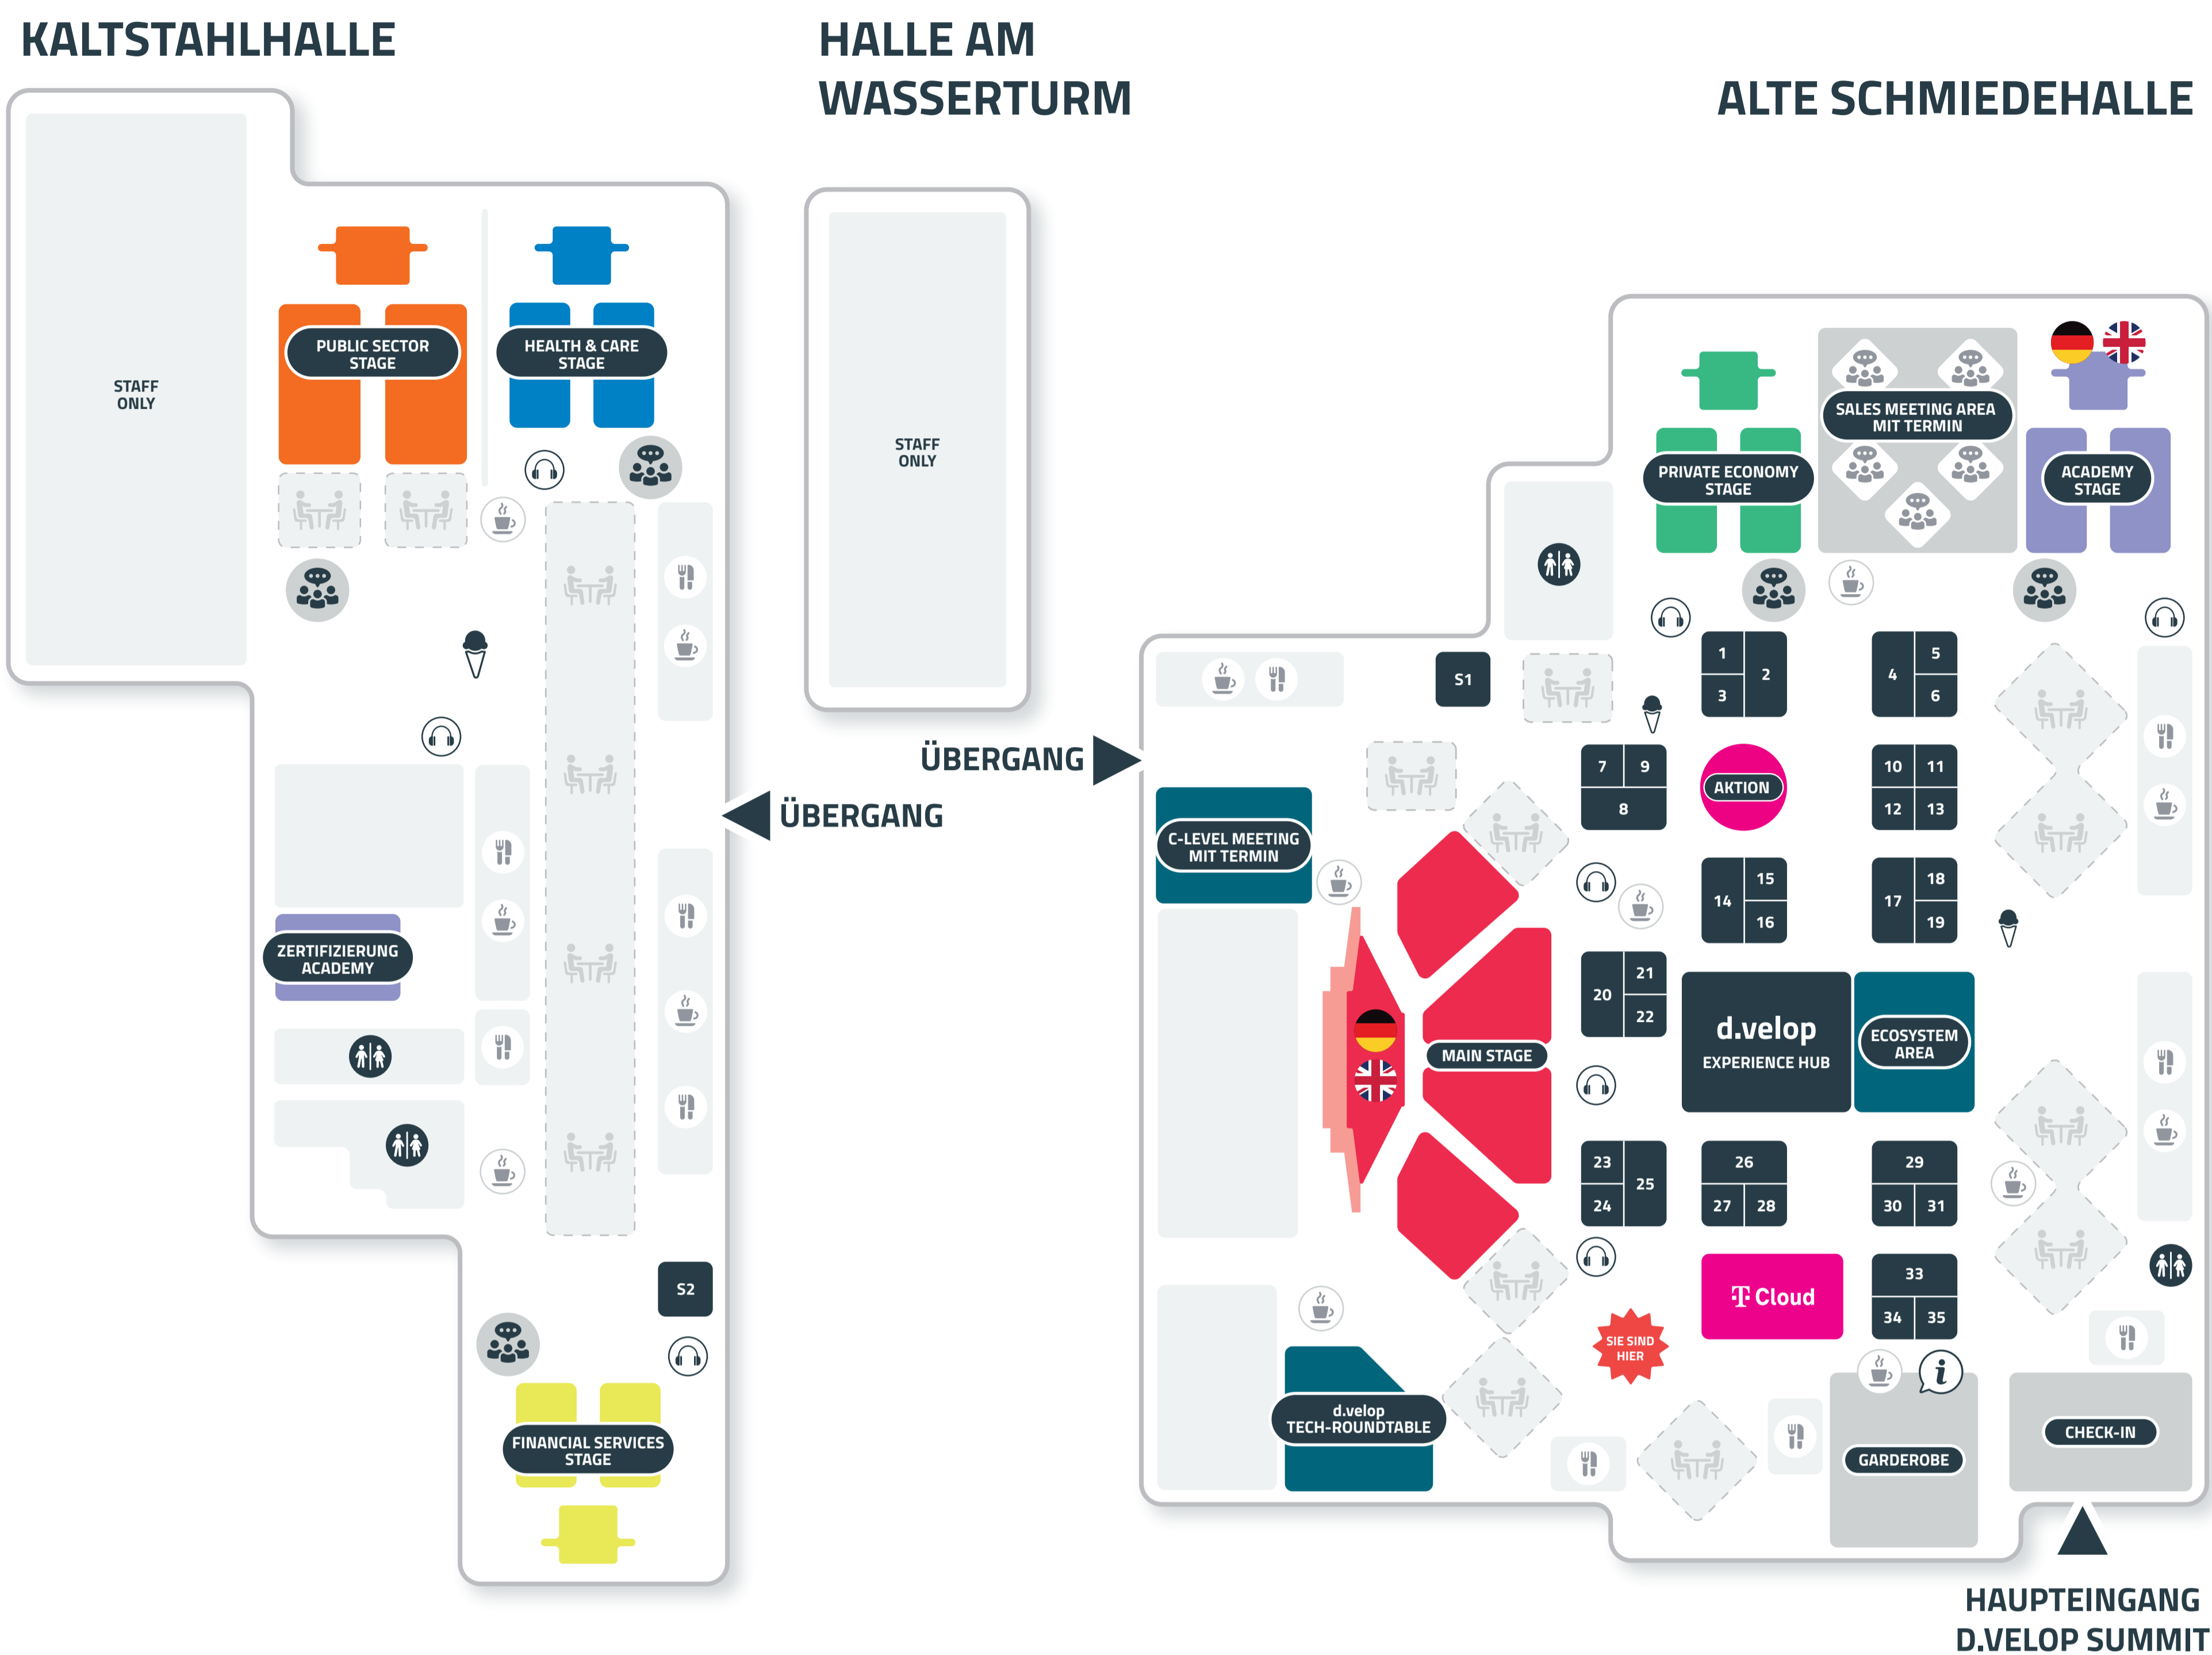 KALTSTAHLHALLE
HALLE AM
WASSERTURM
ALTE SCHMIEDEHALLE
STAFF
ONLY
PUBLIC SECTOR
STAGE
HEALTH & CARE
STAGE
ZERTIFIZIERUNG
ACADEMY
S2
FINANCIAL SERVICES
STAGE
STAFF
ONLY
ÜBERGANG
ÜBERGANG
PRIVATE ECONOMY
STAGE
SALES MEETING AREA
MIT TERMIN
ACADEMY
STAGE
S1
1
2
3
4
5
6
7
9
8
AKTION
10
11
12
13
C-LEVEL MEETING
MIT TERMIN
14
15
16
17
18
19
20
21
22
MAIN STAGE
d.velop
EXPERIENCE HUB
ECOSYSTEM
AREA
23
24
25
26
27
28
29
30
31
T Cloud
33
34
35
SIE SIND
HIER
i
d.velop
TECH-ROUNDTABLE
GARDEROBE
CHECK-IN
HAUPTEINGANG
D.VELOP SUMMIT